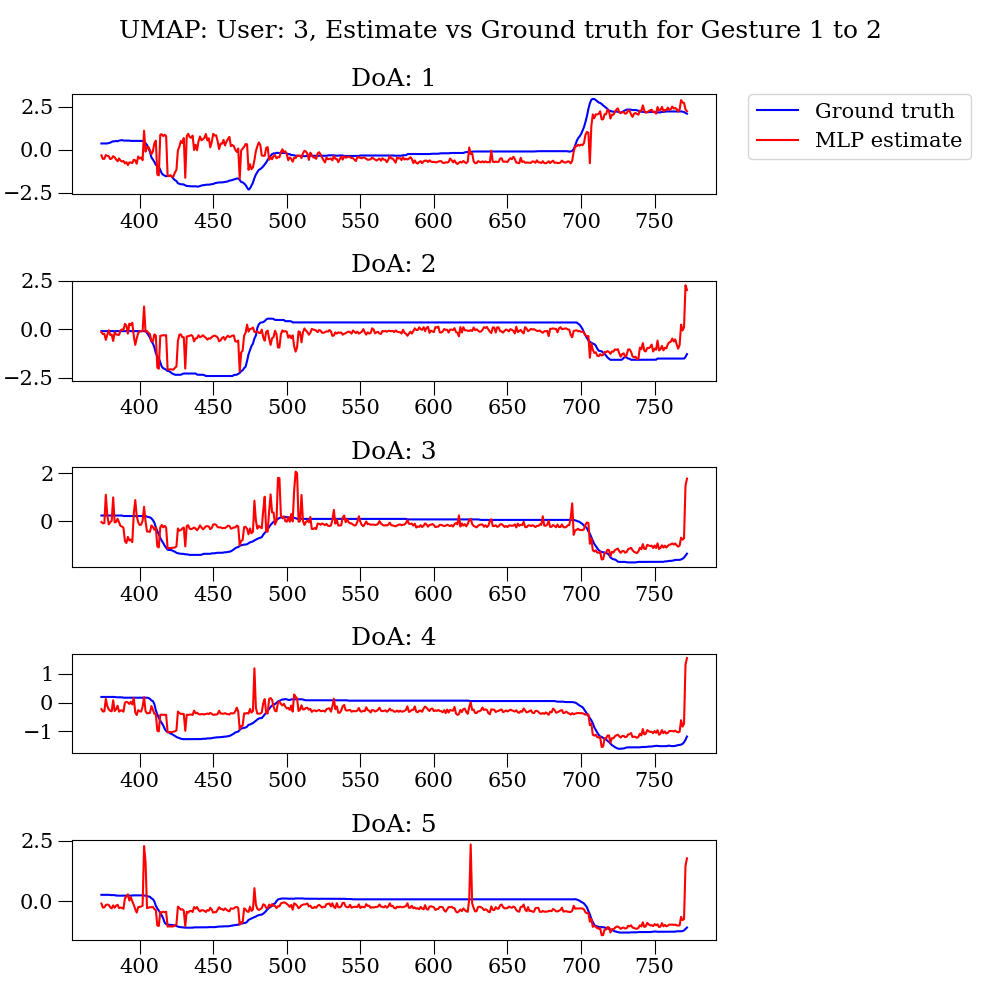 UMAP: User: 3, Estimate vs Ground truth for Gesture 1 to 2
DoA: 1
2.5
0.0
−2.5
400 450 500 550 600 650 700 750
Ground truth
MLP estimate
DoA: 2
2.5
0.0
−2.5
400 450 500 550 600 650 700 750
DoA: 3
2
0
400 450 500 550 600 650 700 750
DoA: 4
1
0
−1
400 450 500 550 600 650 700 750
DoA: 5
2.5
0.0
400 450 500 550 600 650 700 750